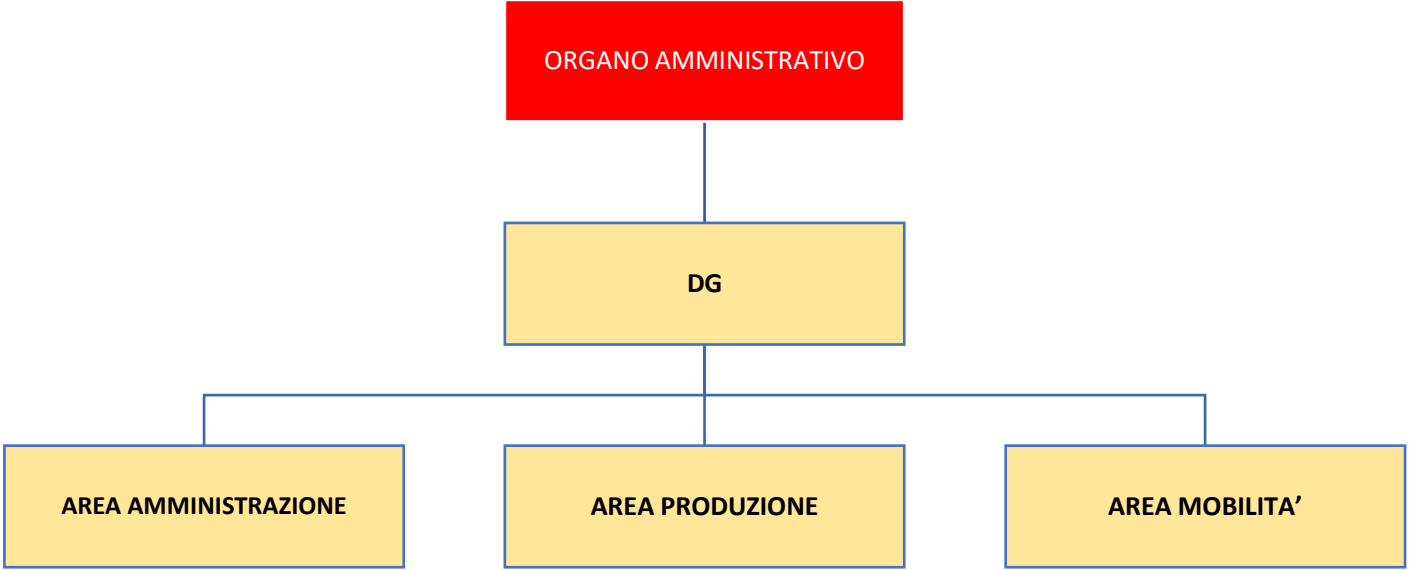 ORGANO AMMINISTRATIVO
DG
AREA AMMINISTRAZIONE
AREA PRODUZIONE
AREA MOBILITA’